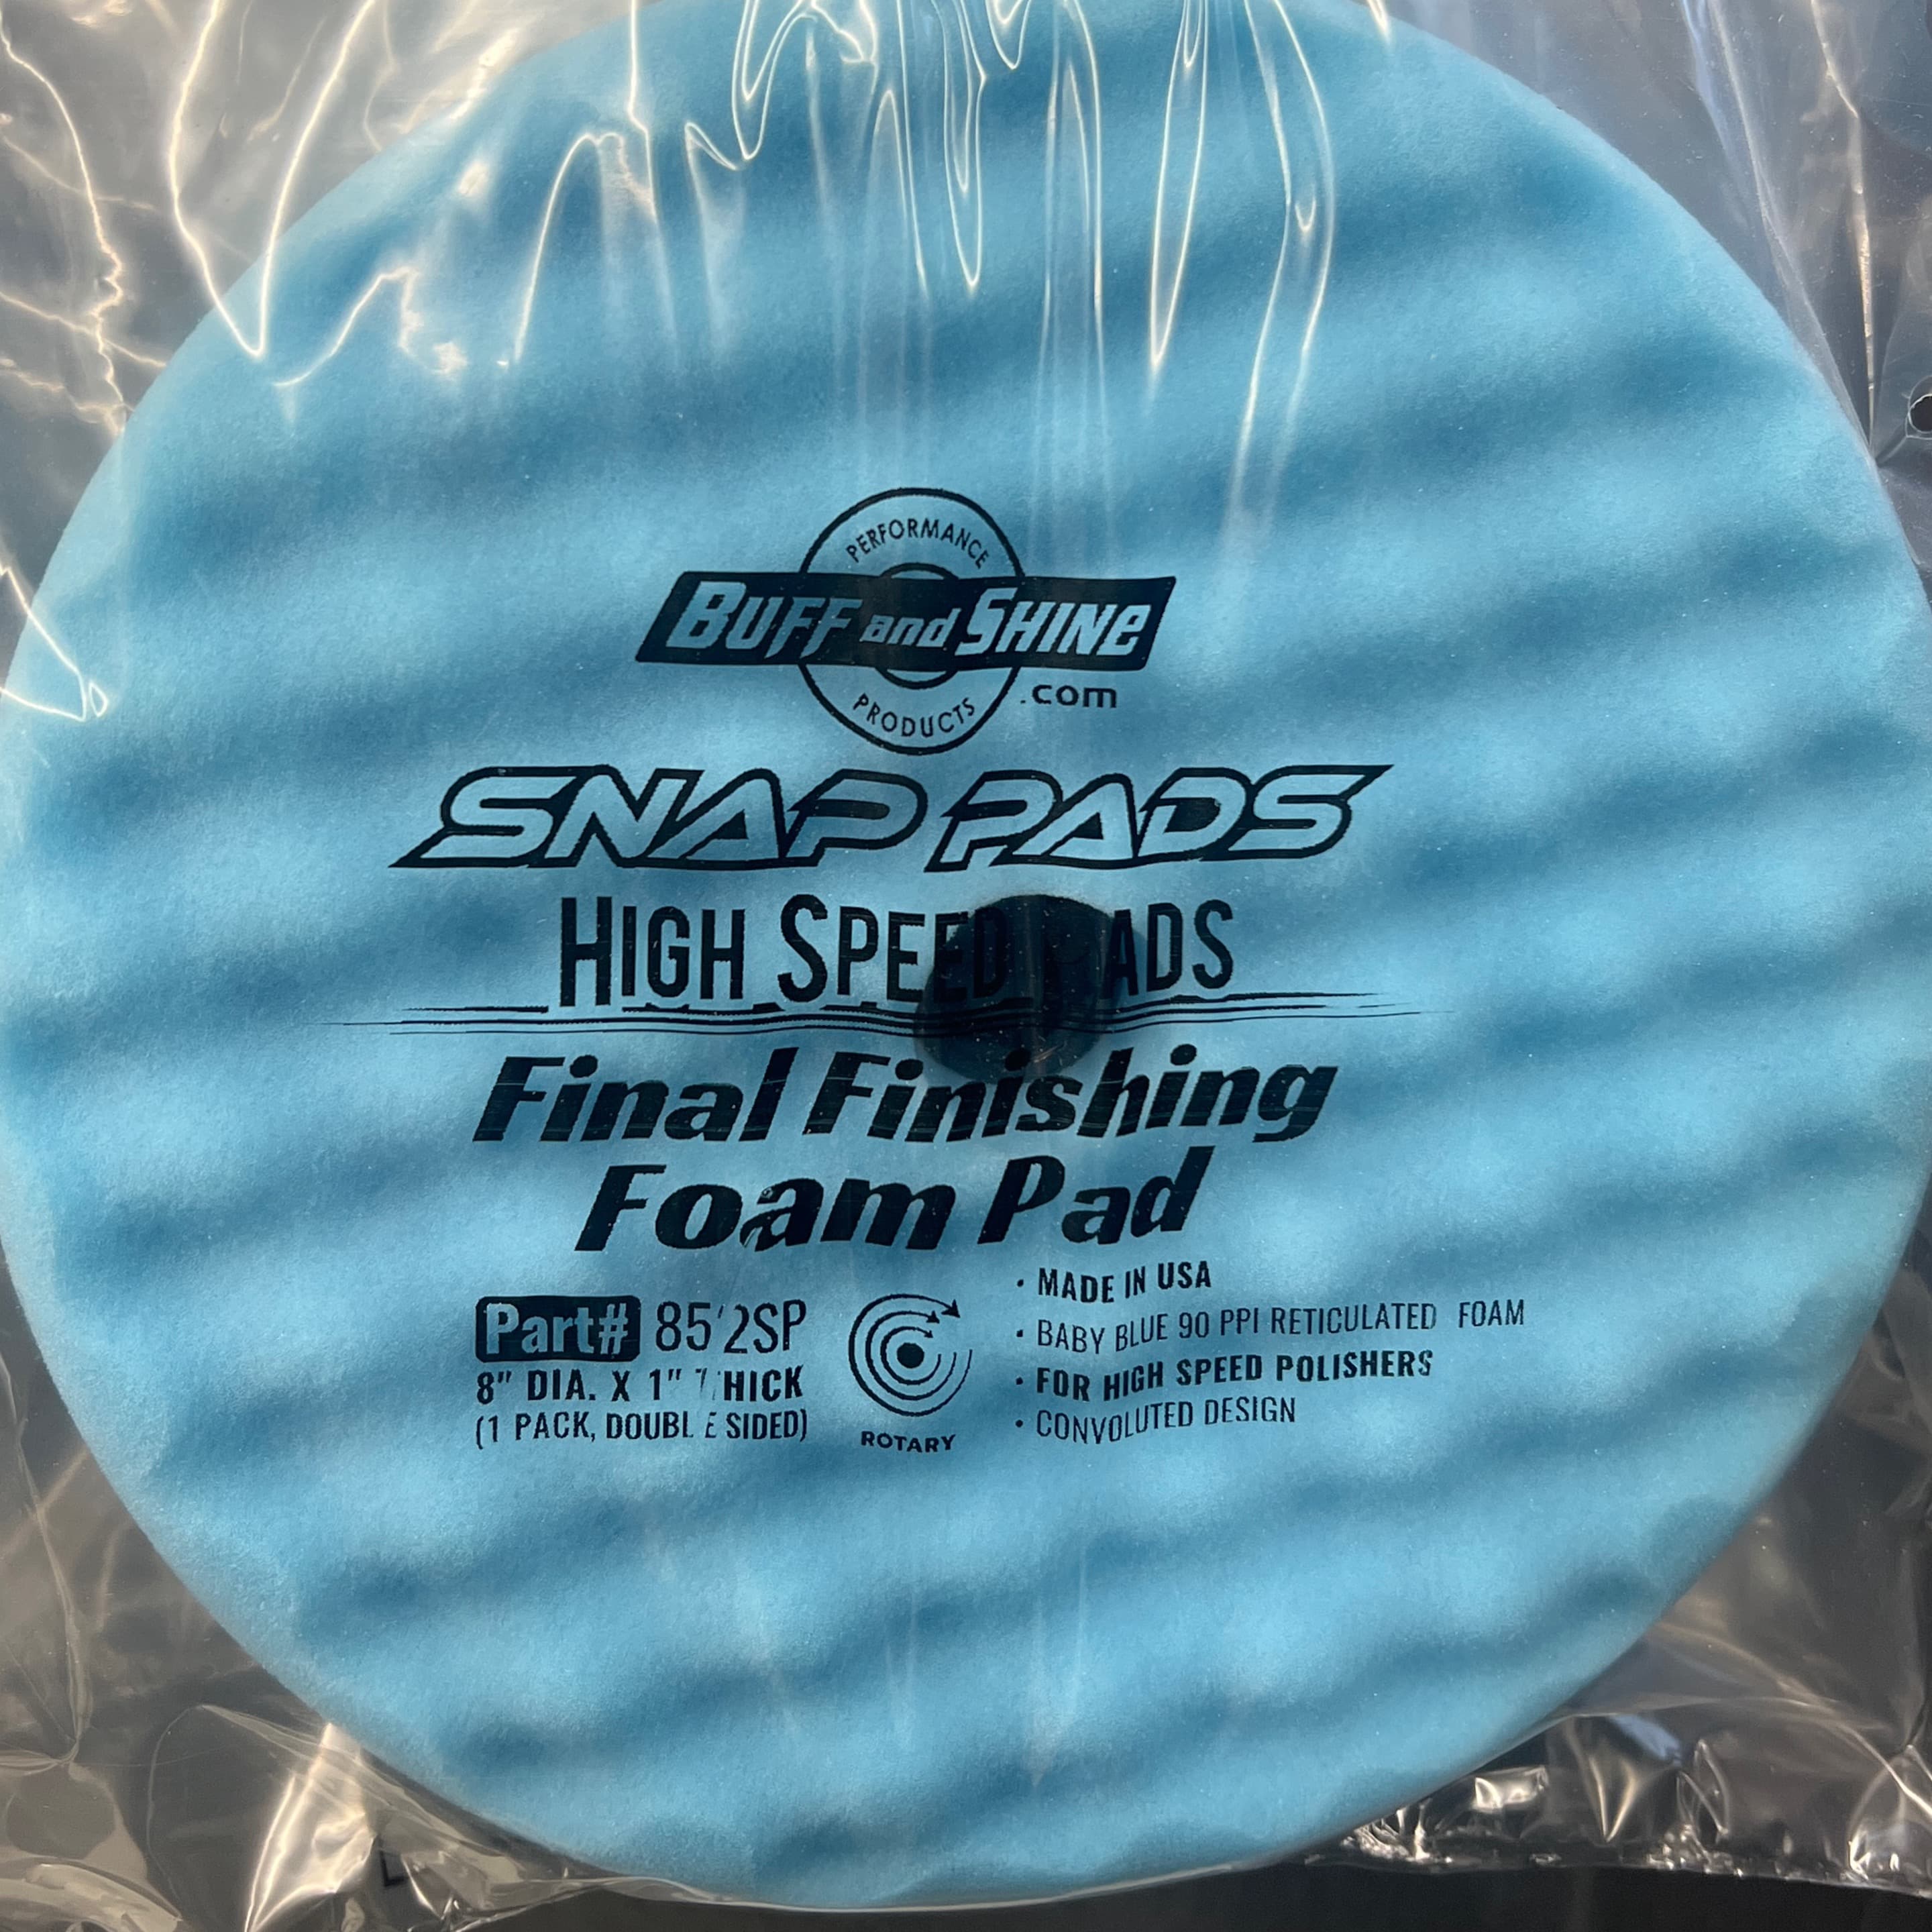 PERFORMANCE
BUFF and SHINE
.com
PRODUCTS
SNAP PADS
HIGH SPEED PADS
Final Finishing
Foam Pad
Part# 852SP
8" DIA. X 1" THICK
(1 PACK, DOUBLE SIDED)
ROTARY
• MADE IN USA
• BABY BLUE 90 PPI RETICULATED FOAM
• FOR HIGH SPEED POLISHERS
• CONVOLUTED DESIGN